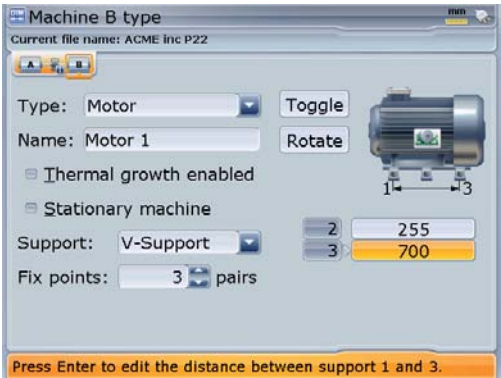 Machine B type
mm
Current file name: ACME inc P22
A
B
Type: Motor Toggle
Name: Motor 1 Rotate
Thermal growth enabled
Stationary machine
1 3
Support: V-Support
2 255
3 700
Fix points: 3 pairs
Press Enter to edit the distance between support 1 and 3.